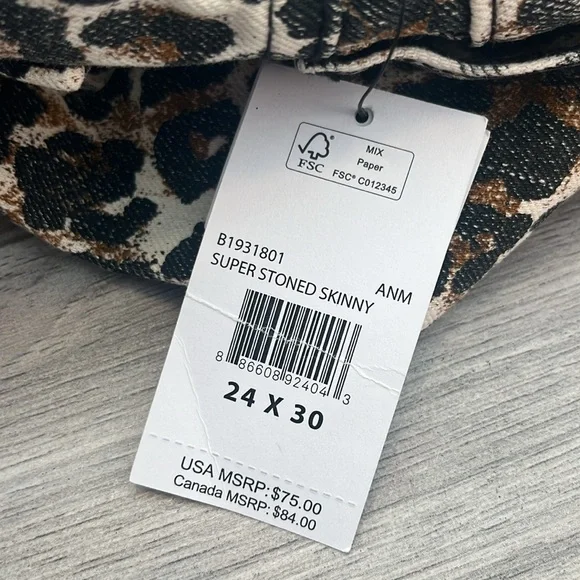 FSC
MIX
Paper
FSC® C012345
B1931801
SUPER STONED SKINNY ANM
8 86608 92404 3
24 X 30
USA MSRP: $75.00
Canada MSRP: $84.00